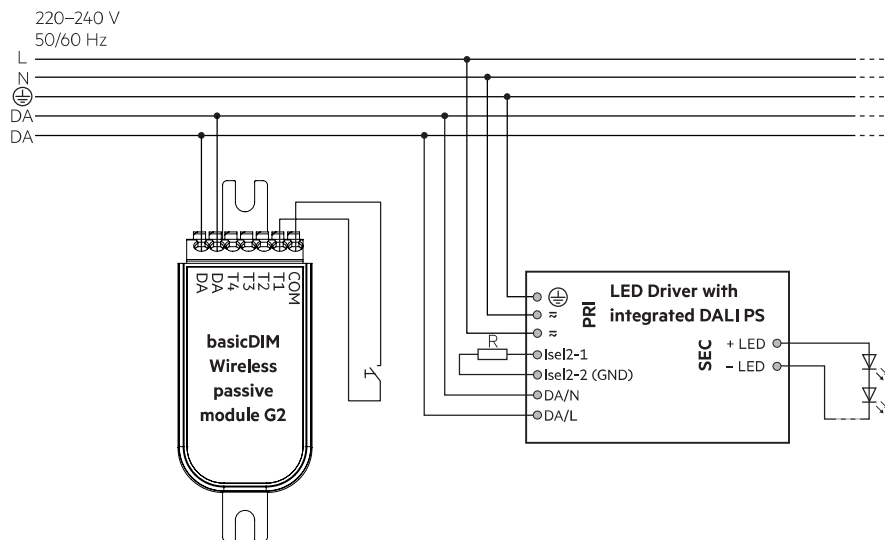 220–240 V
50/60 Hz
L
N
DA
DA
DA
DA
T4
T3
T2
T1
COM
basicDIM
Wireless
passive
module G2
LED Driver with
integrated DALI PS
PRI
≂
≂
R
Isel2-1
Isel2-2 (GND)
DA/N
DA/L
SEC
+ LED
– LED